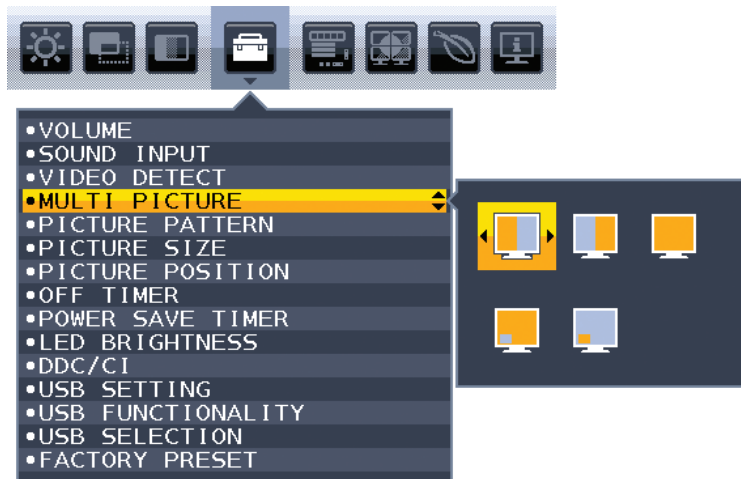 •VOLUME
•SOUND INPUT
•VIDEO DETECT
•MULTI PICTURE
•PICTURE PATTERN
•PICTURE SIZE
•PICTURE POSITION
•OFF TIMER
•POWER SAVE TIMER
•LED BRIGHTNESS
•DDC/CI
•USB SETTING
•USB FUNCTIONALITY
•USB SELECTION
•FACTORY PRESET